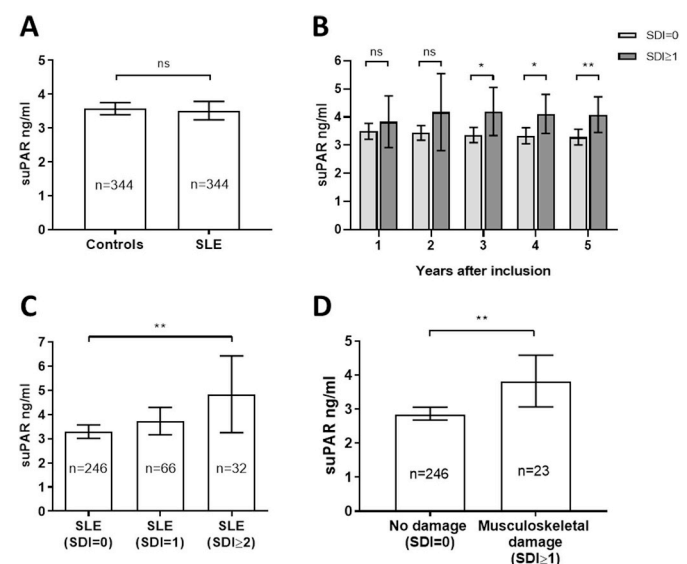 A
ns
5
4
3
2
1
0
suPAR ng/ml
n=344
n=344
Controls
SLE
B
SDI=0
SDI≥1
ns
ns
*
*
**
6
5
4
3
2
1
0
suPAR ng/ml
1 2 3 4 5
Years after inclusion
C
**
7
6
5
4
3
2
1
0
suPAR ng/ml
n=246
n=66
n=32
SLE
(SDI=0)
SLE
(SDI=1)
SLE
(SDI≥2)
D
**
5
4
3
2
1
0
suPAR ng/ml
n=246
n=23
No damage
(SDI=0)
Musculoskeletal
damage
(SDI≥1)